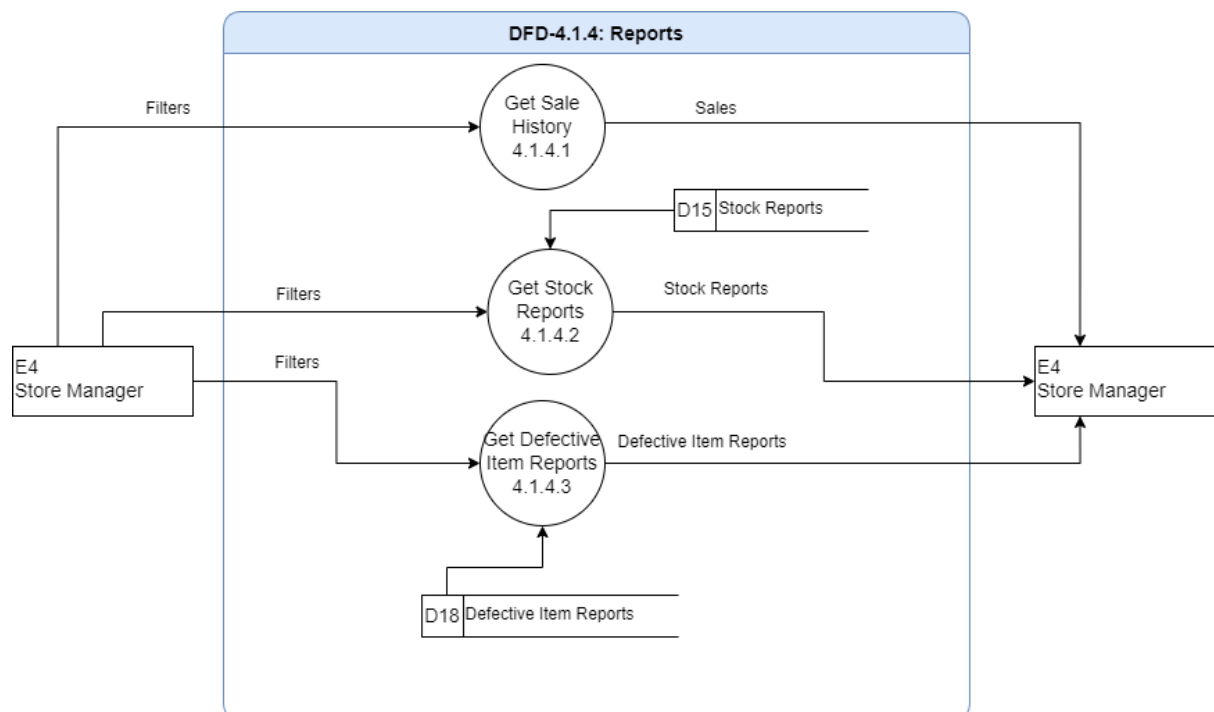 DFD-4.1.4: Reports
Filters
Get Sale
History
4.1.4.1
Sales
D15 Stock Reports
Filters
Get Stock
Reports
4.1.4.2
Stock Reports
E4
Store Manager
Filters
E4
Store Manager
Get Defective
Item Reports
4.1.4.3
Defective Item Reports
D18 Defective Item Reports